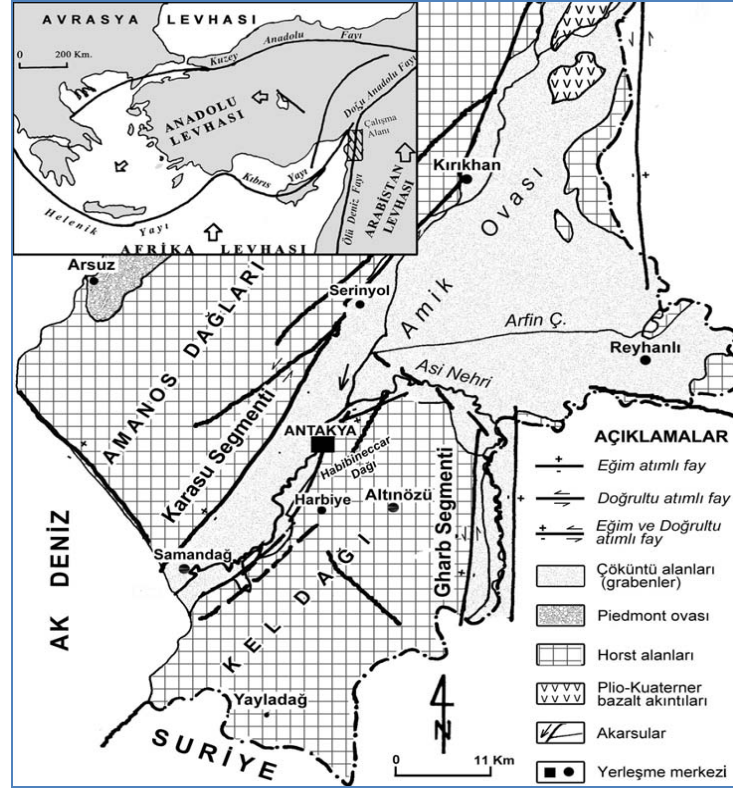 AVRASYA LEVHASI
0 200 Km.
Kuzey Anadolu Fayı
ANADOLU
LEVHASI
Doğu Anadolu Fayı
Çalışma
Alanı
Kıbrıs Yayı
Helenik Yayı
Ölü Deniz Fayı
ARABİSTAN
LEVHASI
AFRİKA LEVHASI
Kırıkhan
Arsuz
Serinyol
Amik Ovası
AMANOS DAĞLARI
Arfin Ç.
Reyhanlı
Asi Nehri
Karasu Segmenti
ANTAKYA
Habibineccar
Dağı
Harbiye
Altınözü
Gharb Segmenti
Samandağ
AK DENİZ
KEL DAĞI
Yayladağ
SURİYE
N
0 11 Km
AÇIKLAMALAR
Eğim atımlı fay
Doğrultu atımlı fay
Eğim ve Doğrultu
atımlı fay
Çöküntü alanları
(grabenler)
Piedmont ovası
Horst alanları
Plio-Kuaterner
bazalt akıntıları
Akarsular
Yerleşme merkezi